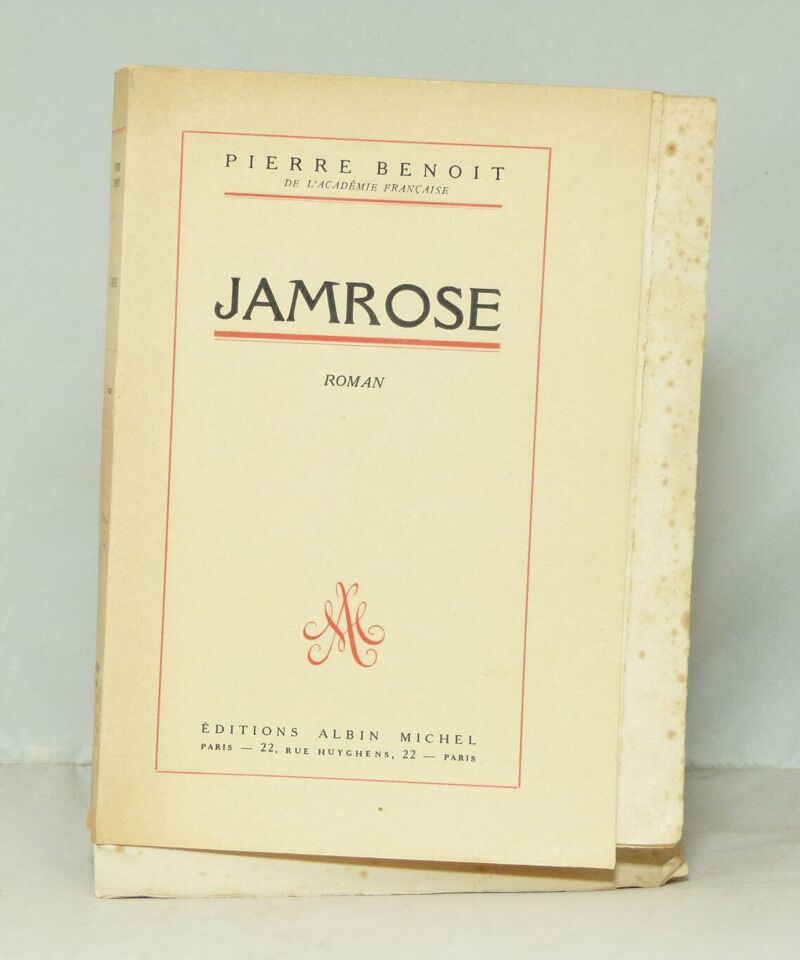 PIERRE BENOIT
DE L'ACADÉMIE FRANÇAISE
JAMROSE
ROMAN
ÉDITIONS ALBIN MICHEL
PARIS — 22, RUE HUYGHENS, 22 — PARIS